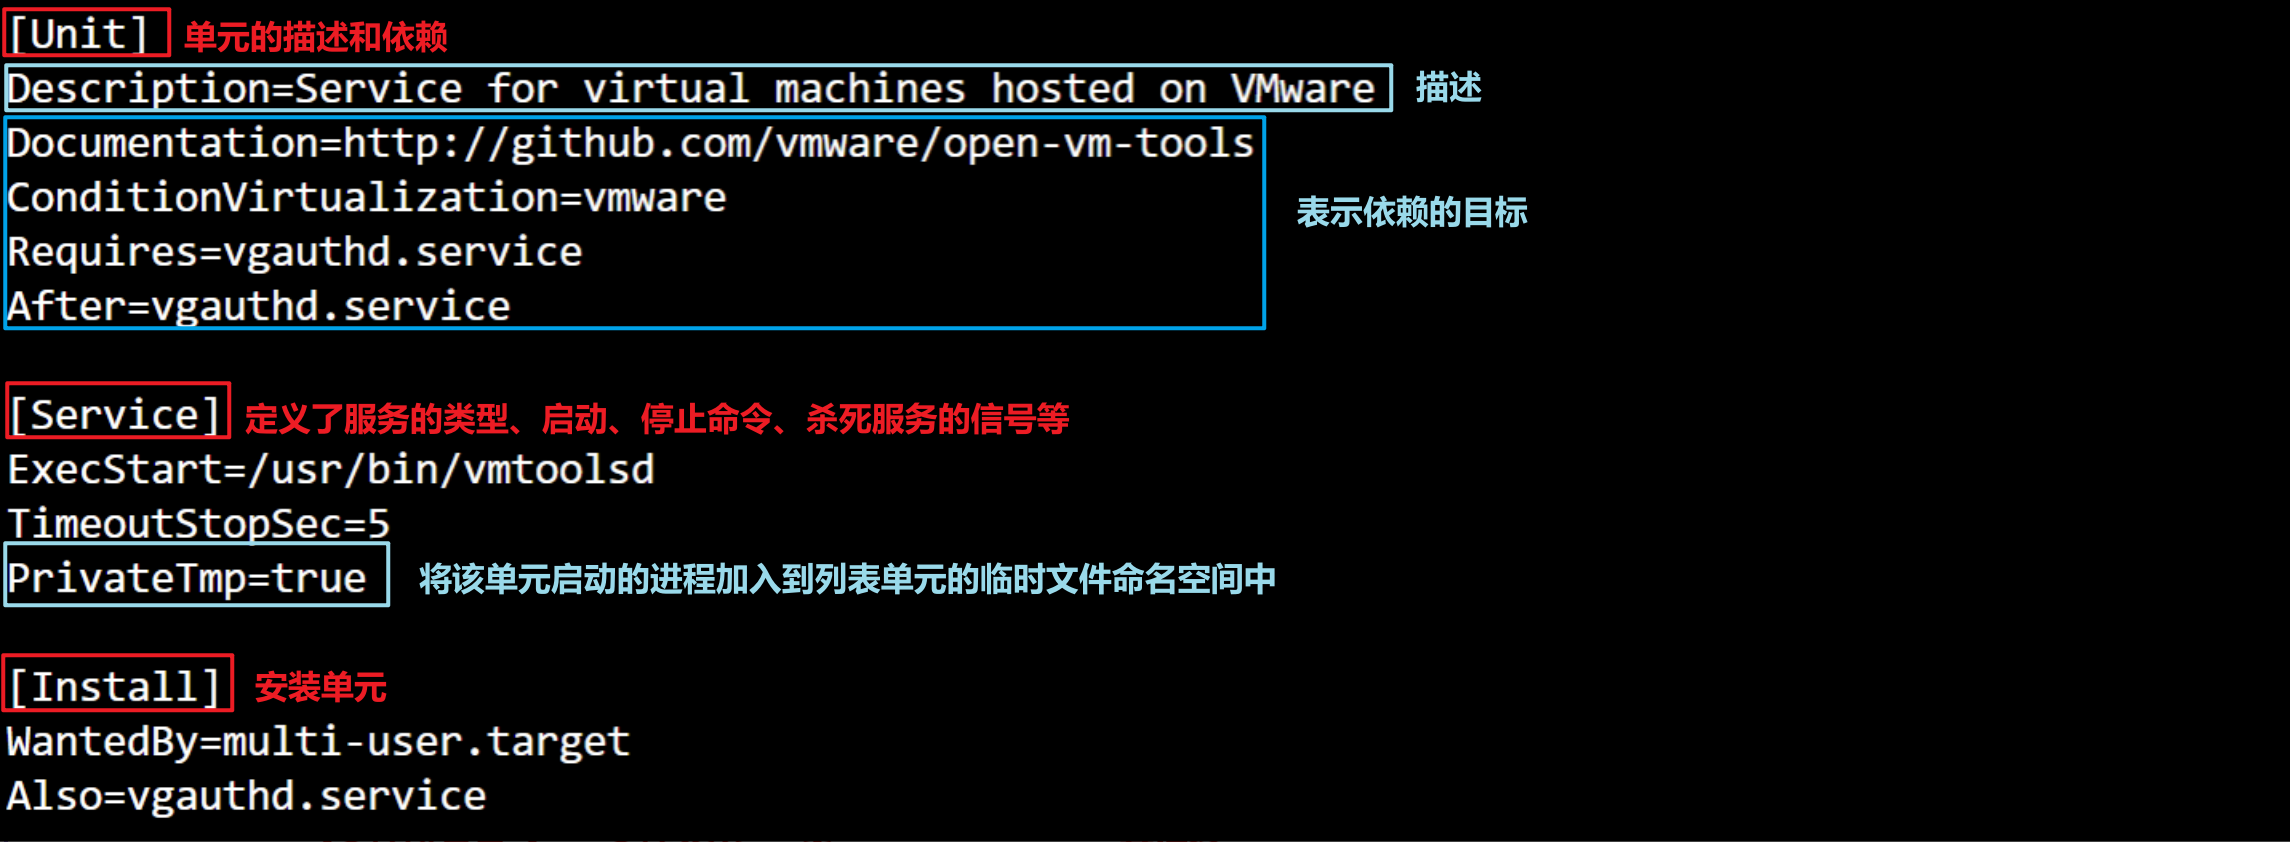 [Unit] 单元的描述和依赖
Description=Service for virtual machines hosted on VMware 描述
Documentation=http://github.com/vmware/open-vm-tools
ConditionVirtualization=vmware
表示依赖的目标
Requires=vgauthd.service
After=vgauthd.service
[Service] 定义了服务的类型、启动、停止命令、杀死服务的信号等
ExecStart=/usr/bin/vmtoolsd
TimeoutStopSec=5
PrivateTmp=true 将该单元启动的进程加入到列表单元的临时文件命名空间中
[Install] 安装单元
WantedBy=multi-user.target
Also=vgauthd.service